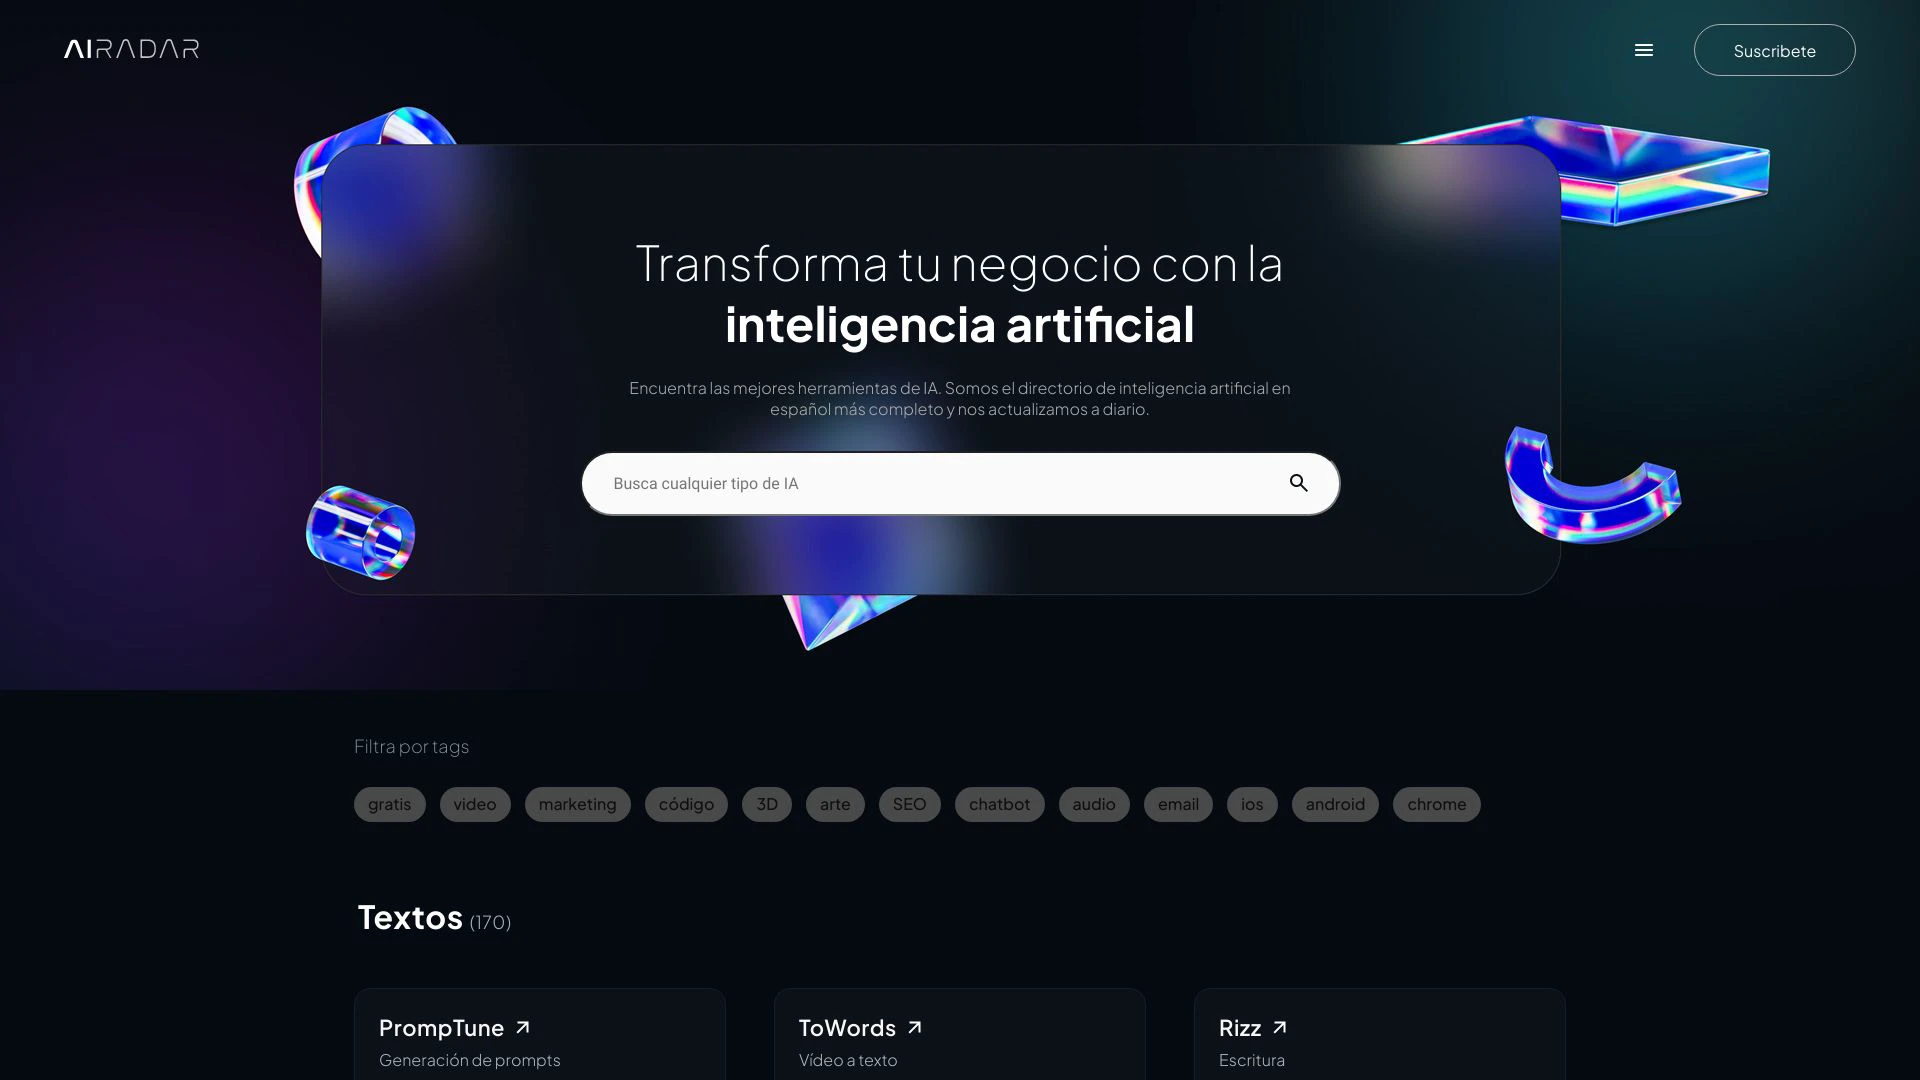 AIRADAR
Suscribete
Transforma tu negocio con la
inteligencia artificial
Encuentra las mejores herramientas de IA. Somos el directorio de inteligencia artificial en
español más completo y nos actualizamos a diario.
Busca cualquier tipo de IA
Filtra por tags
gratis video marketing código 3D arte SEO chatbot audio email ios android chrome
Textos (170)
PrompTune ToWords Rizz
Generación de prompts Vídeo a texto Escritura